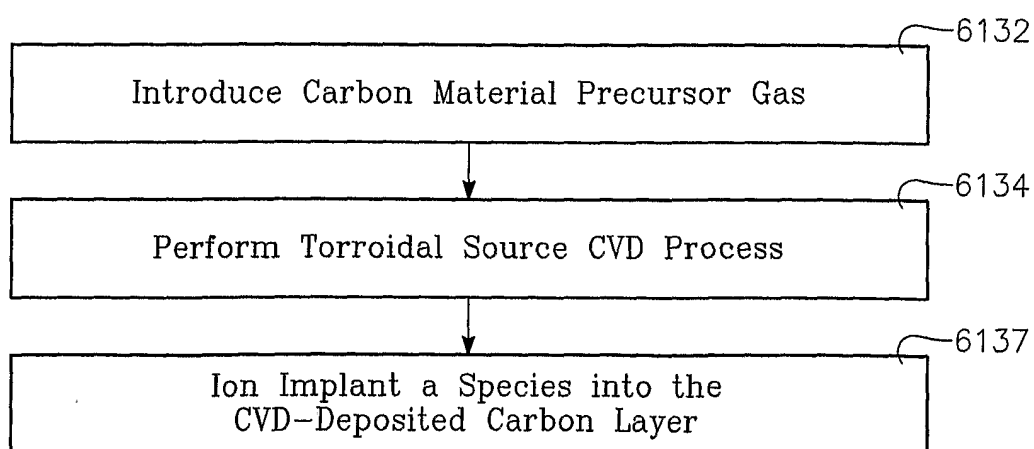 6132
Introduce Carbon Material Precursor Gas
6134
Perform Torroidal Source CVD Process
6137
Ion Implant a Species into the
CVD-Deposited Carbon Layer